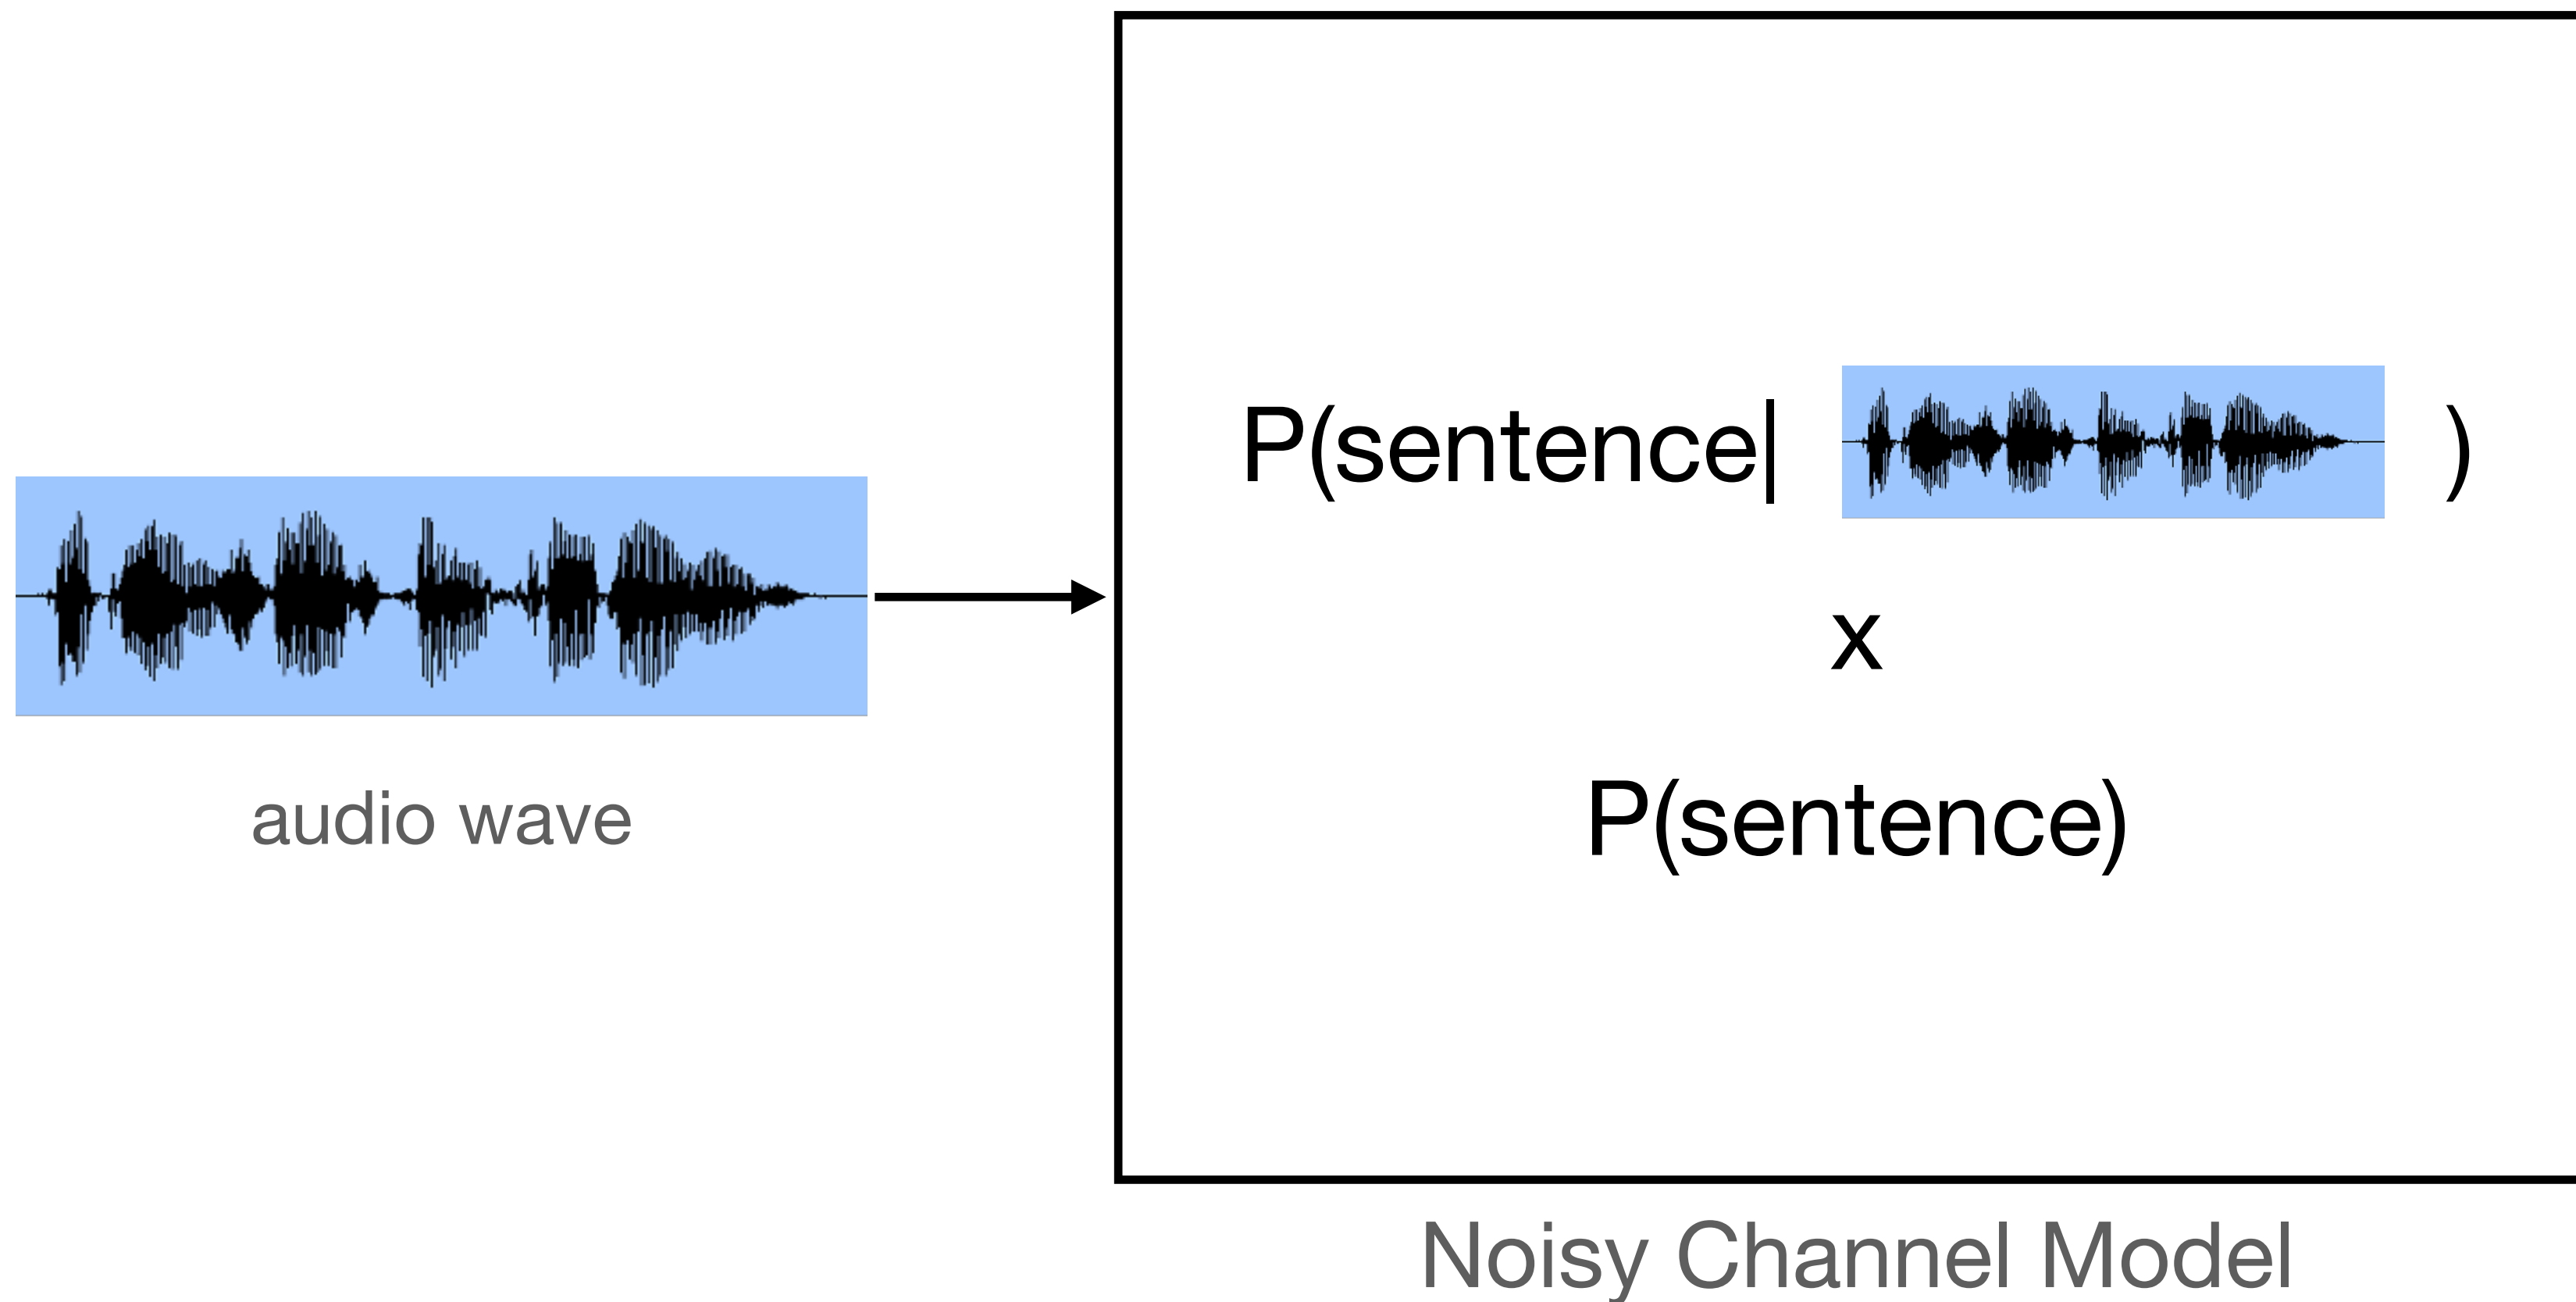 P(sentence| )
x
P(sentence)
audio wave
Noisy Channel Model